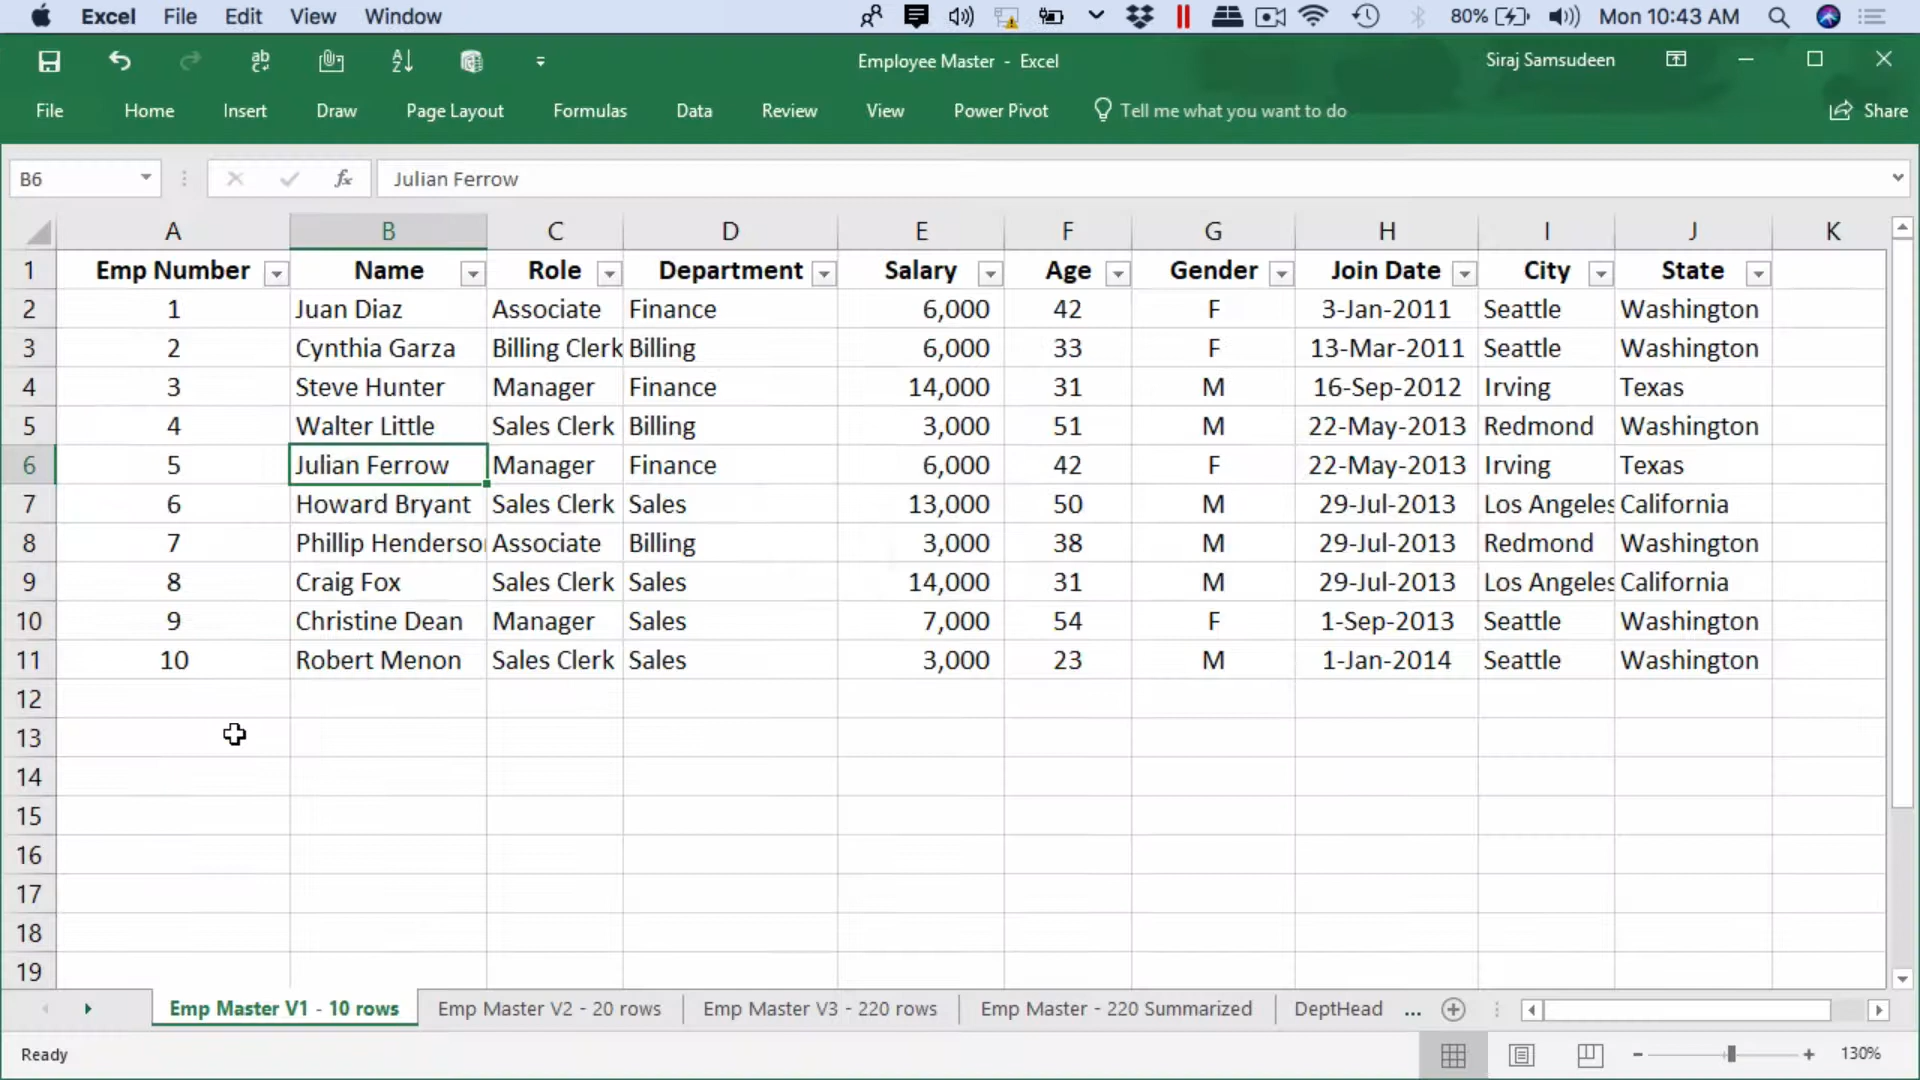 Excel File Edit View Window 80% Mon 10:43 AM
Employee Master - Excel Siraj Samsudeen
File Home Insert Draw Page Layout Formulas Data Review View Power Pivot Tell me what you want to do Share
B6 fx Julian Ferrow
A B C D E F G H I J K
1 Emp Number Name Role Department Salary Age Gender Join Date City State
2 1 Juan Diaz Associate Finance 6,000 42 F 3-Jan-2011 Seattle Washington
3 2 Cynthia Garza Billing Clerk Billing 6,000 33 F 13-Mar-2011 Seattle Washington
4 3 Steve Hunter Manager Finance 14,000 31 M 16-Sep-2012 Irving Texas
5 4 Walter Little Sales Clerk Billing 3,000 51 M 22-May-2013 Redmond Washington
6 5 Julian Ferrow Manager Finance 6,000 42 F 22-May-2013 Irving Texas
7 6 Howard Bryant Sales Clerk Sales 13,000 50 M 29-Jul-2013 Los Angeles California
8 7 Phillip Henderso Associate Billing 3,000 38 M 29-Jul-2013 Redmond Washington
9 8 Craig Fox Sales Clerk Sales 14,000 31 M 29-Jul-2013 Los Angeles California
10 9 Christine Dean Manager Sales 7,000 54 F 1-Sep-2013 Seattle Washington
11 10 Robert Menon Sales Clerk Sales 3,000 23 M 1-Jan-2014 Seattle Washington
12
13
14
15
16
17
18
19
Emp Master V1 - 10 rows Emp Master V2 - 20 rows Emp Master V3 - 220 rows Emp Master - 220 Summarized DeptHead ...
Ready 130%